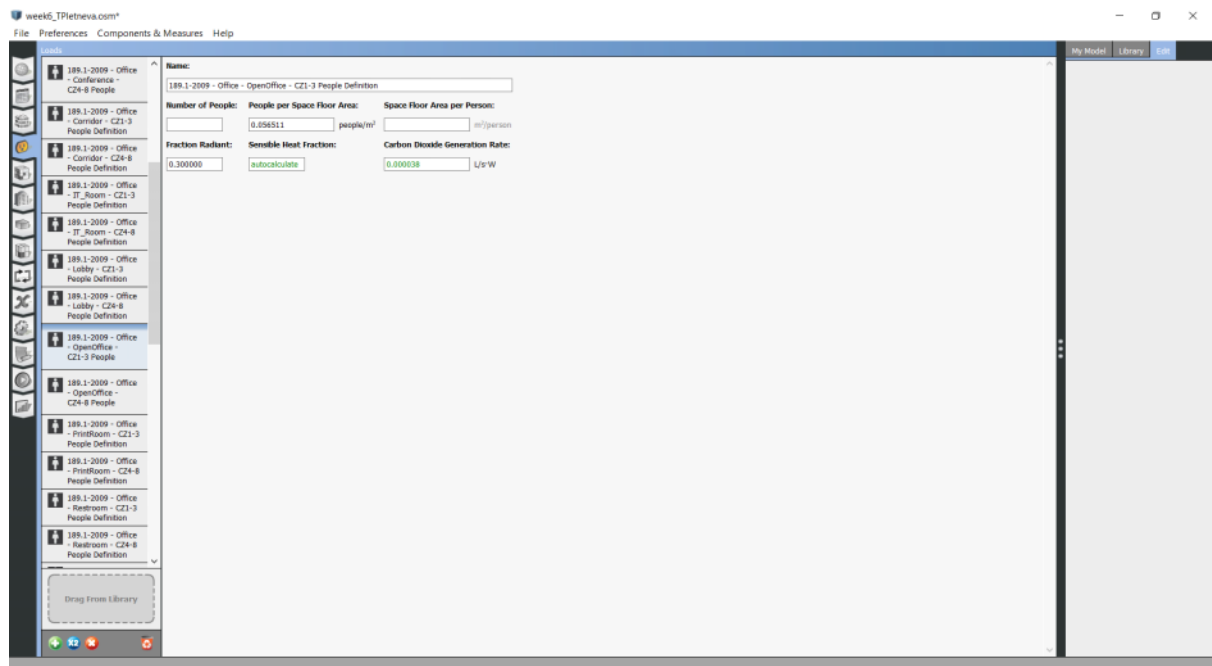 week6_TPletneva.osm*
File Preferences Components & Measures Help
Loads
My Model Library Edit
189.1-2009 - Office
- Conference -
CZ4-8 People
189.1-2009 - Office
- Corridor - CZ1-3
People Definition
189.1-2009 - Office
- Corridor - CZ4-8
People Definition
189.1-2009 - Office
- IT_Room - CZ1-3
People Definition
189.1-2009 - Office
- IT_Room - CZ4-8
People Definition
189.1-2009 - Office
- Lobby - CZ1-3
People Definition
189.1-2009 - Office
- Lobby - CZ4-8
People Definition
189.1-2009 - Office
- OpenOffice -
CZ1-3 People
189.1-2009 - Office
- OpenOffice -
CZ4-8 People
189.1-2009 - Office
- PrintRoom - CZ1-3
People Definition
189.1-2009 - Office
- PrintRoom - CZ4-8
People Definition
189.1-2009 - Office
- Restroom - CZ1-3
People Definition
189.1-2009 - Office
- Restroom - CZ4-8
People Definition
Drag From Library
x2
Name:
189.1-2009 - Office - OpenOffice - CZ1-3 People Definition
Number of People: People per Space Floor Area: Space Floor Area per Person:
0.056511 people/m² m²/person
Fraction Radiant: Sensible Heat Fraction: Carbon Dioxide Generation Rate:
0.300000 autocalculate 0.000038 L/s·W